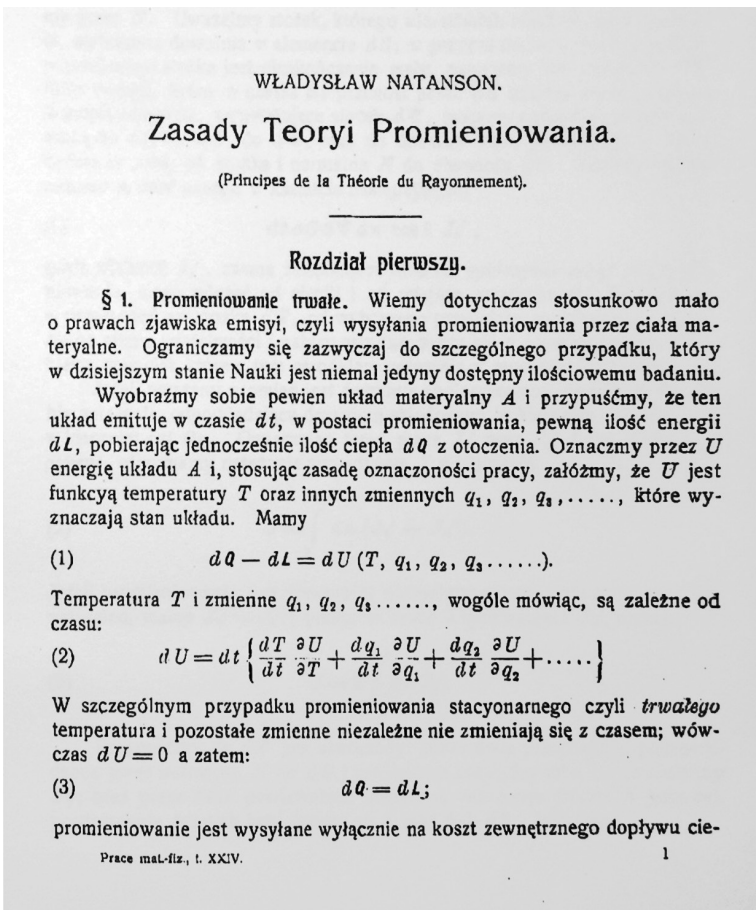 WŁADYSŁAW NATANSON.
Zasady Teoryi Promieniowania.
(Principes de la Théorie du Rayonnement).
Rozdział pierwszy.
§ 1. Promieniowanie trwałe. Wiemy dotychczas stosunkowo mało
o prawach zjawiska emisyi, czyli wysyłania promieniowania przez ciała ma-
teryalne. Ograniczamy się zazwyczaj do szczególnego przypadku, który
w dzisiejszym stanie Nauki jest niemal jedyny dostępny ilościowemu badaniu.
Wyobraźmy sobie pewien układ materyalny A i przypuśćmy, że ten
układ emituje w czasie dt, w postaci promieniowania, pewną ilość energii
dL, pobierając jednocześnie ilość ciepła dQ z otoczenia. Oznaczmy przez U
energię układu A i, stosując zasadę oznaczoności pracy, załóżmy, że U jest
funkcyą temperatury T oraz innych zmiennych q₁, q₂, q₃,....., które wy-
znaczają stan układu. Mamy
(1) dQ — dL = dU (T, q₁, q₂, q₃......).
Temperatura T i zmienne q₁, q₂, q₃......, wogóle mówiąc, są zależne od
czasu:
(2) dU = dt { dT/dt ∂U/∂T + dq₁/dt ∂U/∂q₁ + dq₂/dt ∂U/∂q₂ + ..... }
W szczególnym przypadku promieniowania stacyonarnego czyli trwałego
temperatura i pozostałe zmienne niezależne nie zmieniają się z czasem; wów-
czas dU = 0 a zatem:
(3) dQ = dL;
promieniowanie jest wysyłane wyłącznie na koszt zewnętrznego dopływu cie-
Prace mat.-fiz., t. XXIV. 1